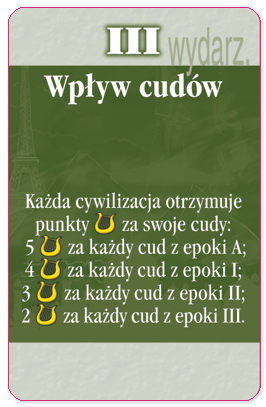 III
wydarz.
Wpływ cudów
Każda cywilizacja otrzymuje
punkty za swoje cudy:
5 za każdy cud z epoki A;
4 za każdy cud z epoki I;
3 za każdy cud z epoki II;
2 za każdy cud z epoki III.